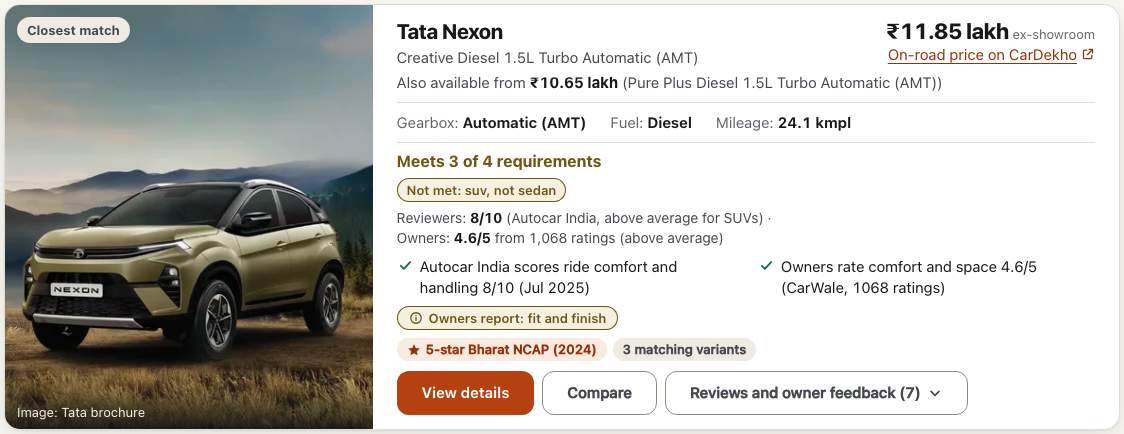 Closest match
NEXON
Image: Tata brochure
Tata Nexon
₹11.85 lakh ex-showroom
Creative Diesel 1.5L Turbo Automatic (AMT)
On-road price on CarDekho
Also available from ₹10.65 lakh (Pure Plus Diesel 1.5L Turbo Automatic (AMT))
Gearbox: Automatic (AMT) Fuel: Diesel Mileage: 24.1 kmpl
Meets 3 of 4 requirements
Not met: suv, not sedan
Reviewers: 8/10 (Autocar India, above average for SUVs) ·
Owners: 4.6/5 from 1,068 ratings (above average)
Autocar India scores ride comfort and
handling 8/10 (Jul 2025)
Owners rate comfort and space 4.6/5
(CarWale, 1068 ratings)
Owners report: fit and finish
5-star Bharat NCAP (2024) 3 matching variants
View details Compare Reviews and owner feedback (7)